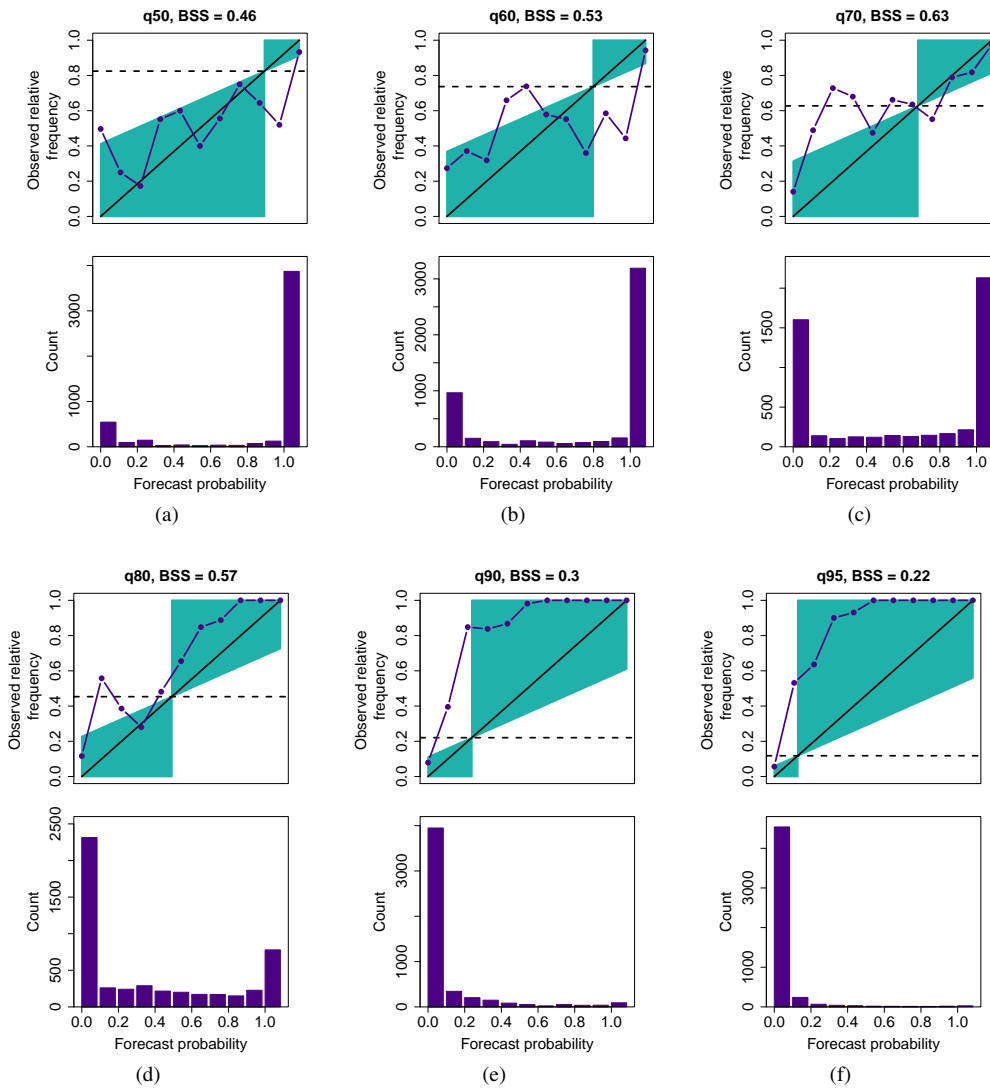 q50, BSS = 0.46
Observed relative
frequency
0.0 0.2 0.4 0.6 0.8 1.0
Count
0 1000 3000
0.0 0.2 0.4 0.6 0.8 1.0
Forecast probability
(a)
q60, BSS = 0.53
Observed relative
frequency
0.0 0.2 0.4 0.6 0.8 1.0
Count
0 1000 3000
0.0 0.2 0.4 0.6 0.8 1.0
Forecast probability
(b)
q70, BSS = 0.63
Observed relative
frequency
0.0 0.2 0.4 0.6 0.8 1.0
Count
0 500 1500
0.0 0.2 0.4 0.6 0.8 1.0
Forecast probability
(c)
q80, BSS = 0.57
Observed relative
frequency
0.0 0.2 0.4 0.6 0.8 1.0
Count
0 500 1500 2500
0.0 0.2 0.4 0.6 0.8 1.0
Forecast probability
(d)
q90, BSS = 0.3
Observed relative
frequency
0.0 0.2 0.4 0.6 0.8 1.0
Count
0 1000 3000
0.0 0.2 0.4 0.6 0.8 1.0
Forecast probability
(e)
q95, BSS = 0.22
Observed relative
frequency
0.0 0.2 0.4 0.6 0.8 1.0
Count
0 1000 3000
0.0 0.2 0.4 0.6 0.8 1.0
Forecast probability
(f)